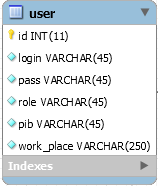 user
id INT(11)
login VARCHAR(45)
pass VARCHAR(45)
role VARCHAR(45)
pib VARCHAR(45)
work_place VARCHAR(250)
Indexes